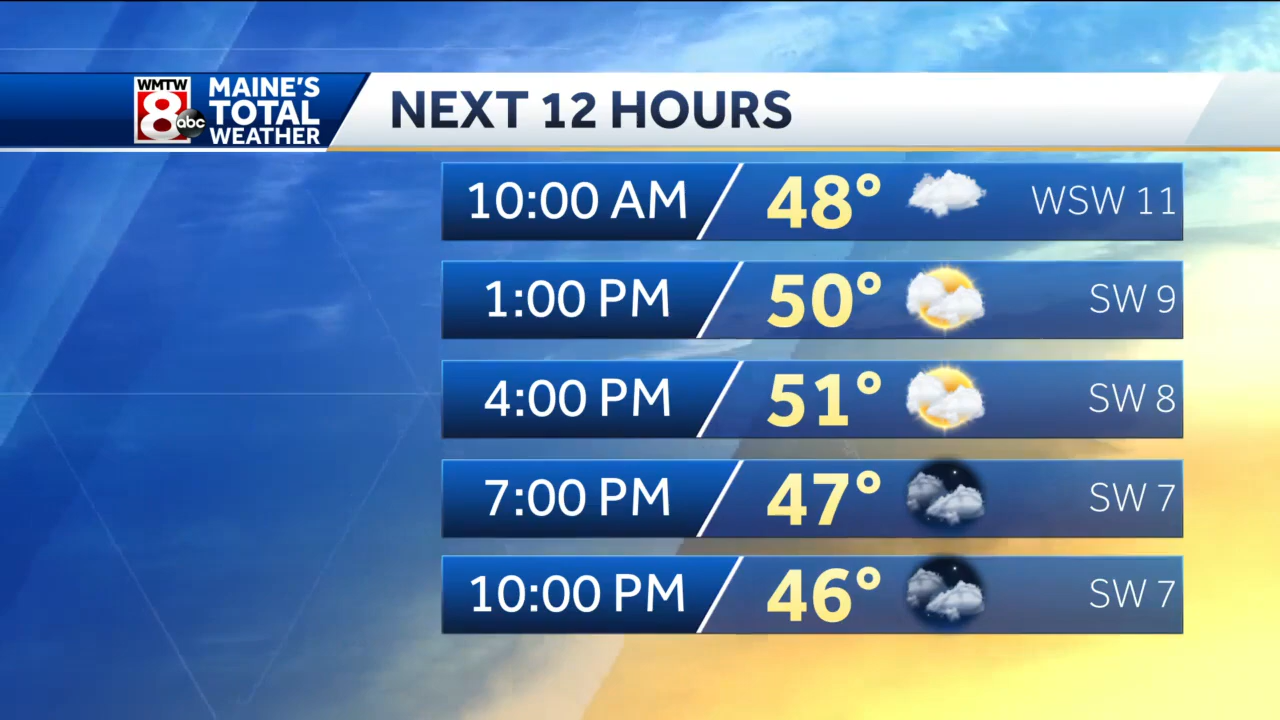 WMTW
8
abc
MAINE'S
TOTAL
WEATHER
NEXT 12 HOURS
10:00 AM 48° WSW 11
1:00 PM 50° SW 9
4:00 PM 51° SW 8
7:00 PM 47° SW 7
10:00 PM 46° SW 7